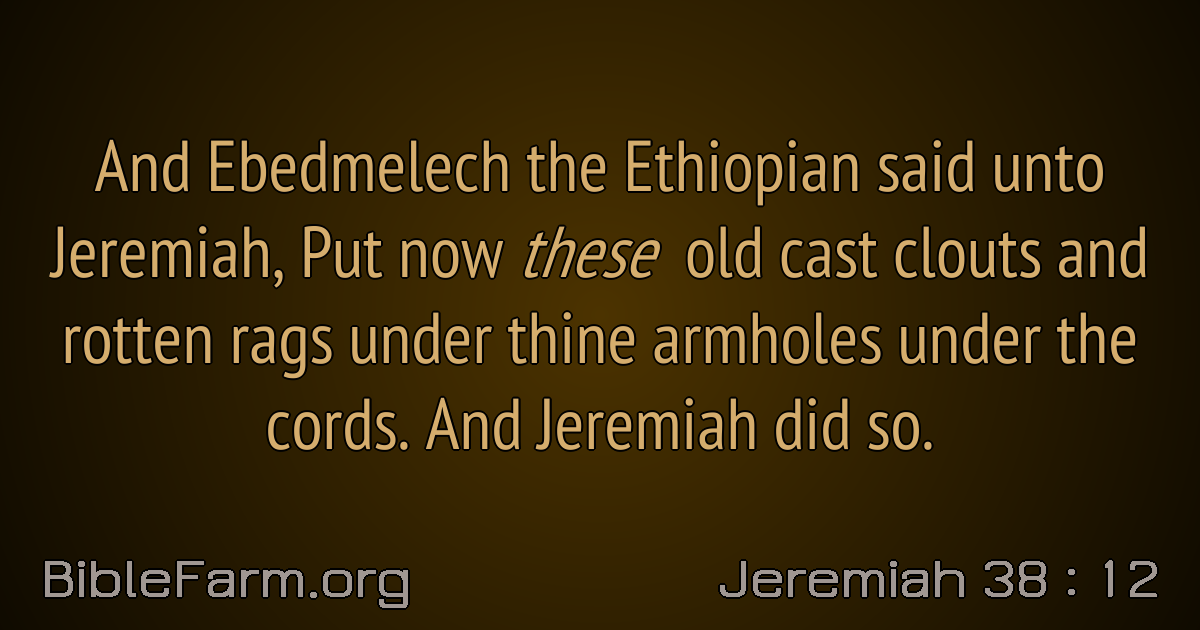 And Ebedmelech the Ethiopian said unto
Jeremiah, Put now these old cast clouts and
rotten rags under thine armholes under the
cords. And Jeremiah did so.
BibleFarm.org
Jeremiah 38 : 12